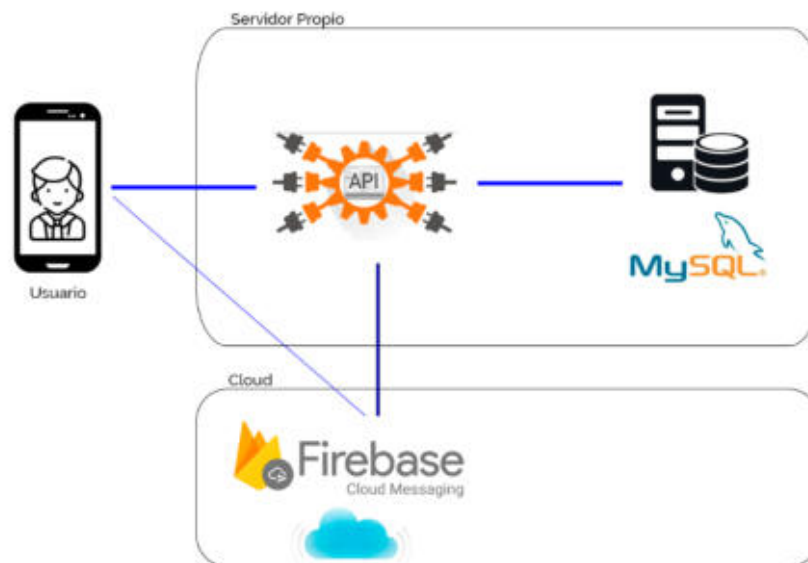 Servidor Propio
API
MySQL®
Usuario
Cloud
Firebase
Cloud Messaging